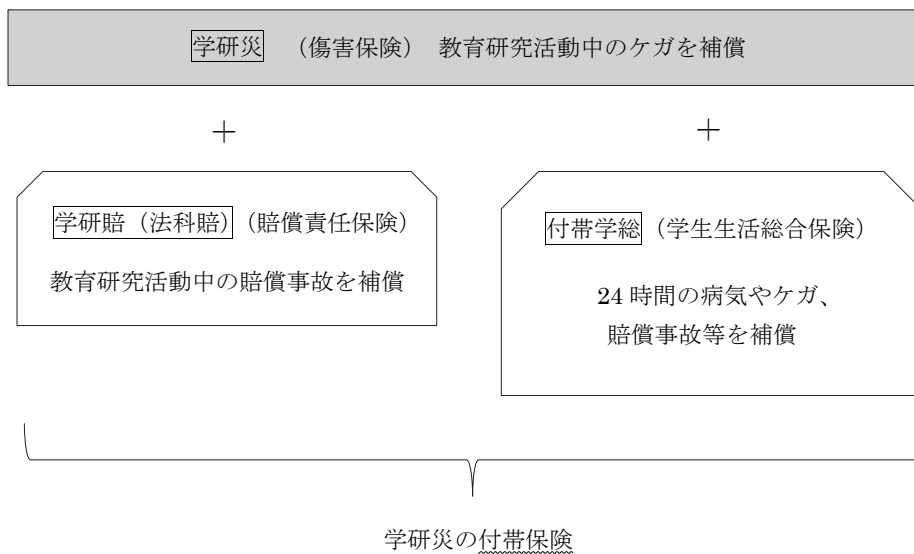 学研災 （傷害保険） 教育研究活動中のケガを補償
＋ ＋
学研賠（法科賠）（賠償責任保険）
教育研究活動中の賠償事故を補償
付帯学総（学生生活総合保険）
24 時間の病気やケガ、
賠償事故等を補償
学研災の付帯保険